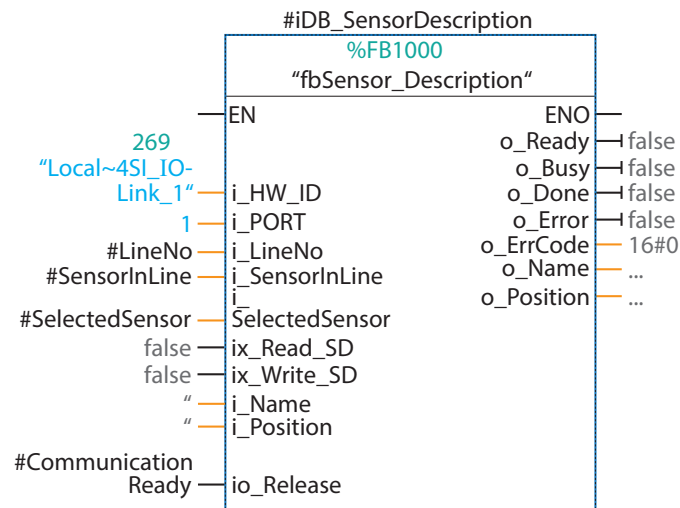 #iDB_SensorDescription
%FB1000
“fbSensor_Description“
EN ENO
o_Ready false
269
“Local~4SI_IO-
o_Busy false
Link_1“ i_HW_ID o_Done false
1 i_PORT o_Error false
#LineNo i_LineNo o_ErrCode 16#0
#SensorInLine i_SensorInLine o_Name ...
i_
#SelectedSensor SelectedSensor o_Position ...
false ix_Read_SD
false ix_Write_SD
“ i_Name
“ i_Position
#Communication
Ready io_Release